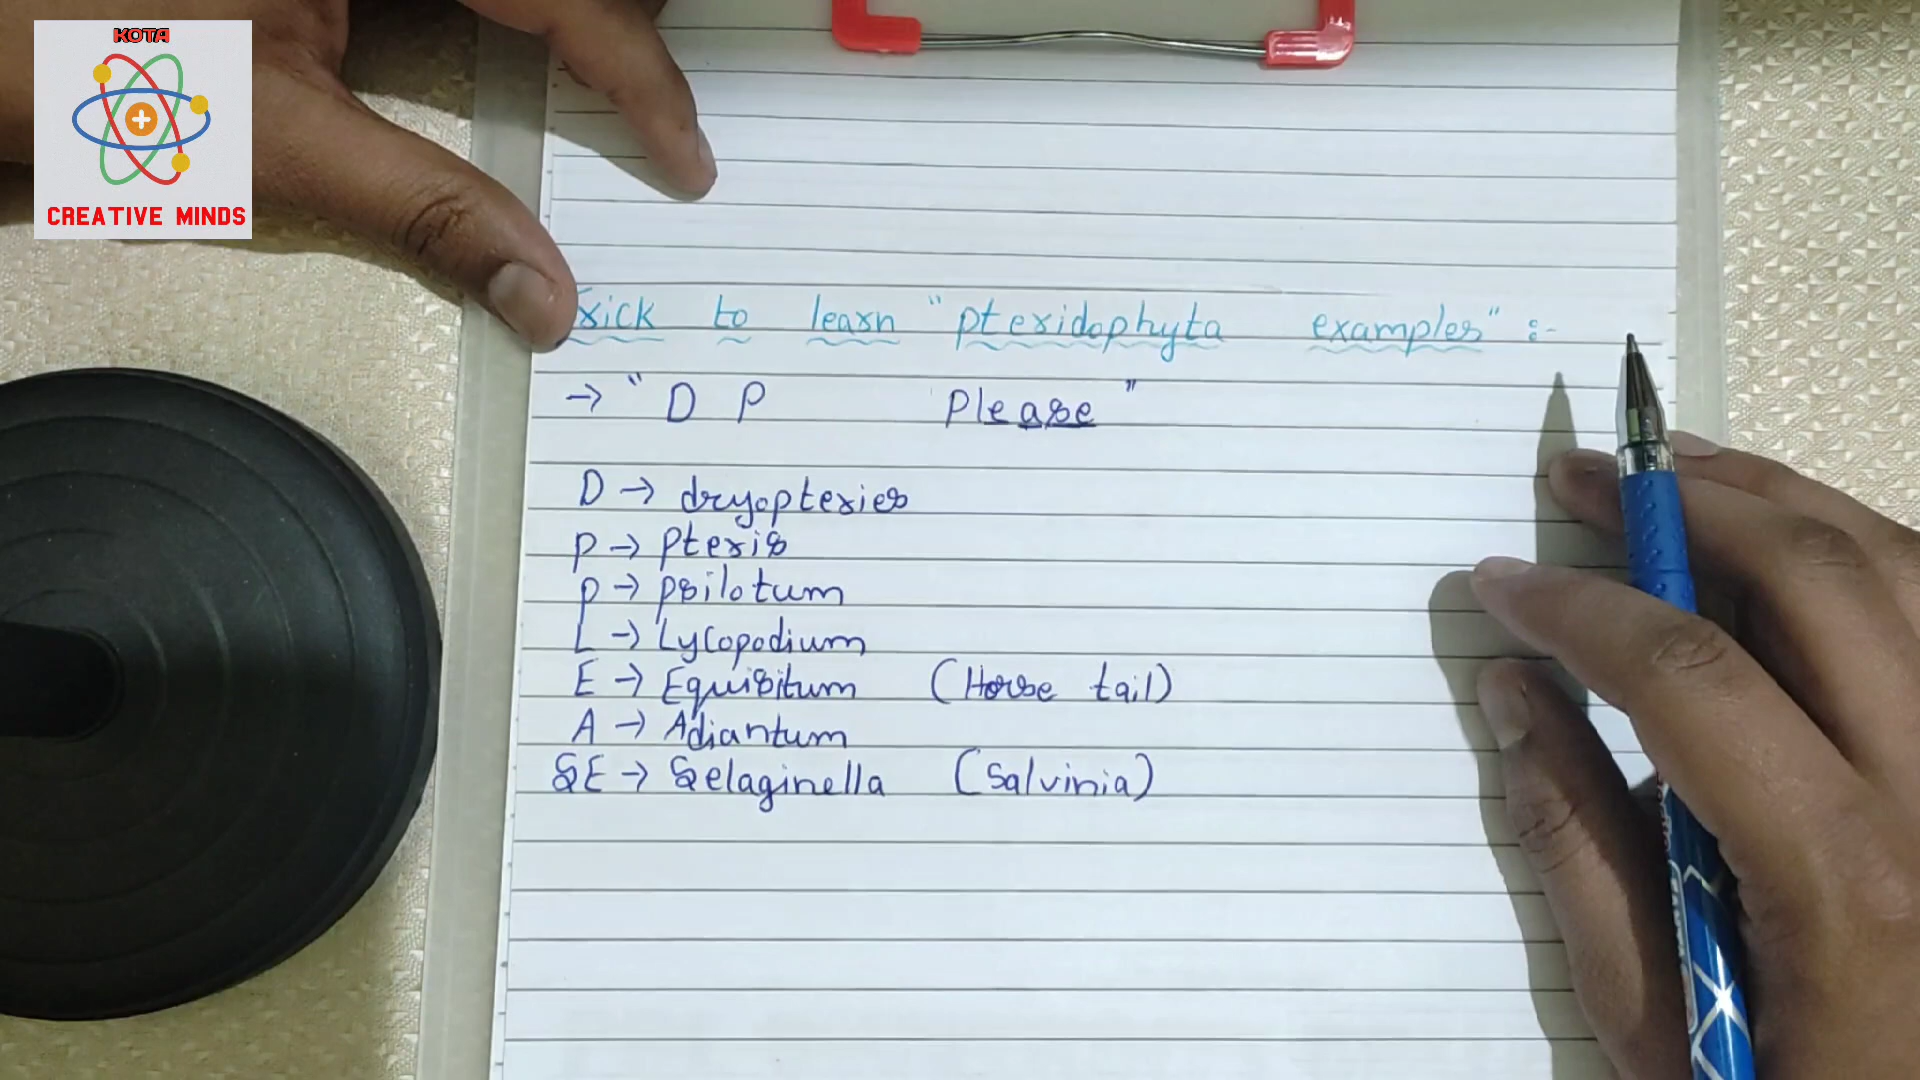 KOTA
CREATIVE MINDS
Trick to learn "pteridophyta examples" :-
→ " D P Please "
D → dryopteries
P → Pteris
P → psilotum
L → Lycopodium
E → Equisitum (Horse tail)
A → Adiantum
SE → Selaginella (Salvinia)